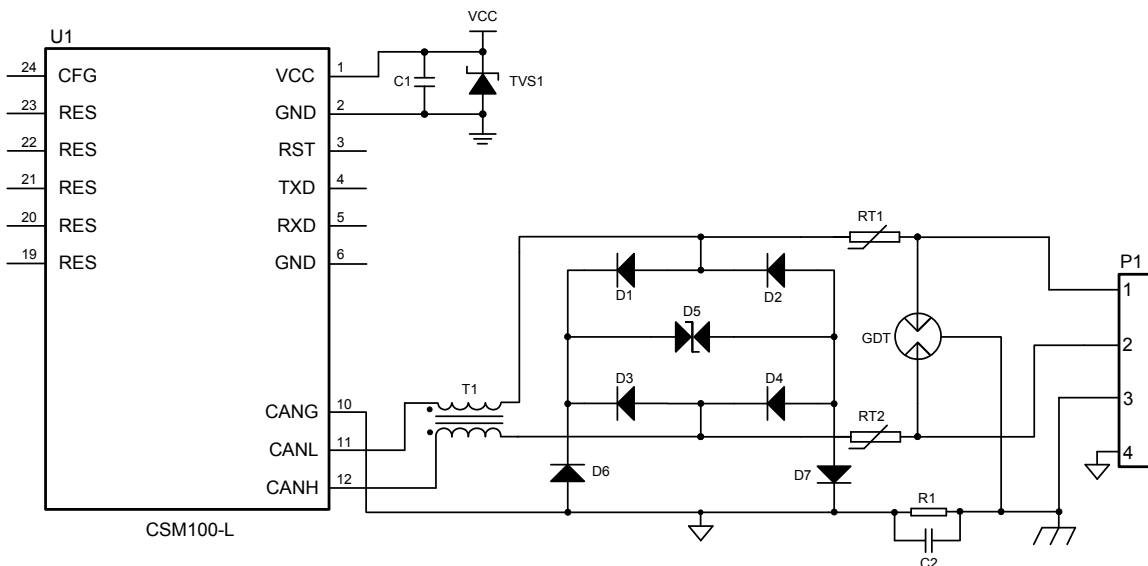 VCC
U1
24 CFG VCC 1
C1 TVS1
23 RES GND 2
22 RES RST 3
21 RES TXD 4
20 RES RXD 5
19 RES GND 6
RT1
P1
D1 D2
1
D5
GDT
2
D3 D4
T1
CANG 10
3
CANL 11
RT2
4
CANH 12
D6 D7
R1
CSM100-L
C2